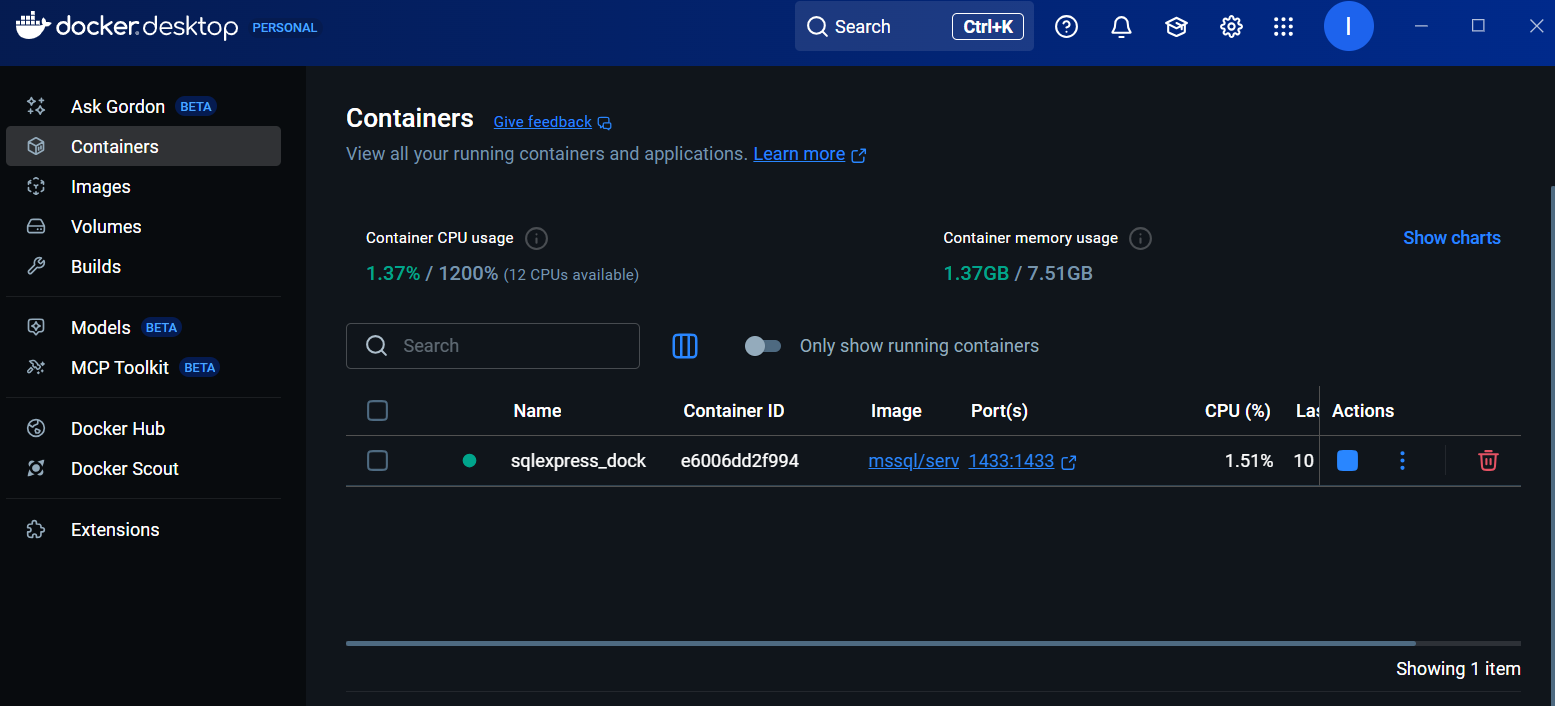 docker.desktop PERSONAL
Search Ctrl+K
I
Ask Gordon BETA
Containers
Images
Volumes
Builds
Models BETA
MCP Toolkit BETA
Docker Hub
Docker Scout
Extensions
Containers Give feedback
View all your running containers and applications. Learn more
Container CPU usage
1.37% / 1200% (12 CPUs available)
Container memory usage
1.37GB / 7.51GB
Show charts
Search
Only show running containers
Name Container ID Image Port(s) CPU (%) Las Actions
sqlexpress_dock e6006dd2f994 mssql/serv 1433:1433 1.51% 10
Showing 1 item